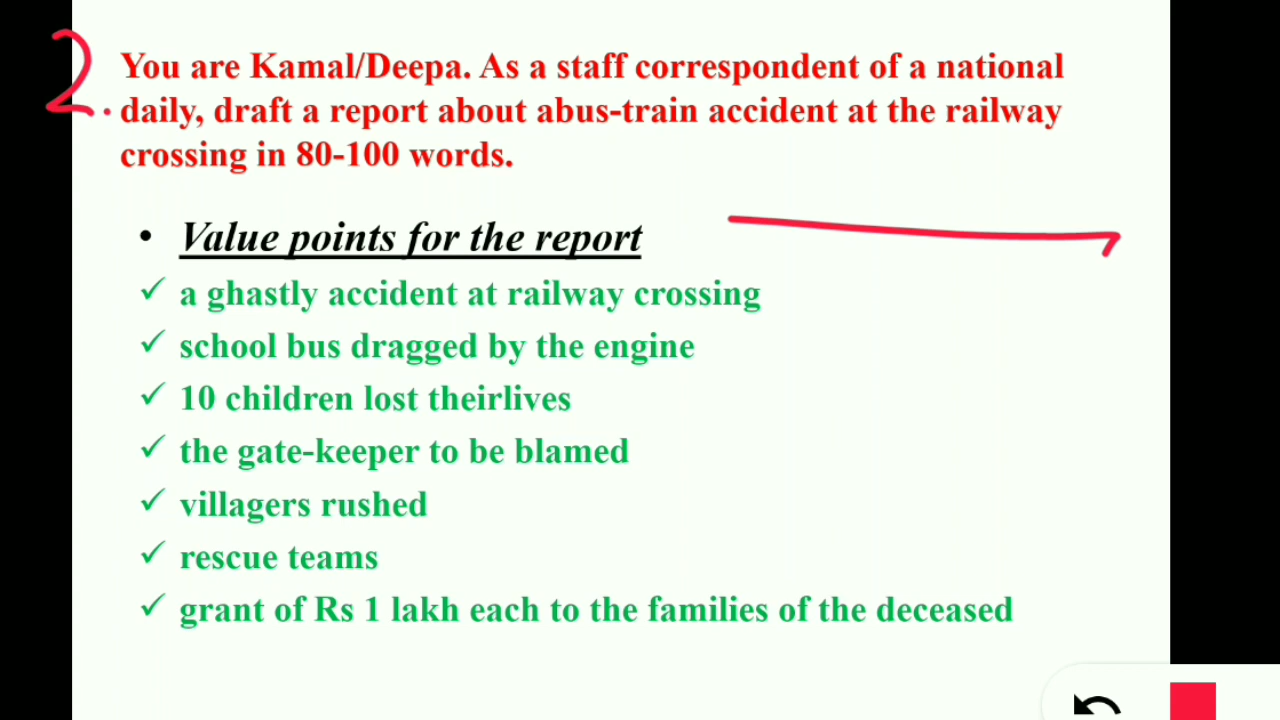 2.
You are Kamal/Deepa. As a staff correspondent of a national
daily, draft a report about abus-train accident at the railway
crossing in 80-100 words.
• Value points for the report
✓ a ghastly accident at railway crossing
✓ school bus dragged by the engine
✓ 10 children lost theirlives
✓ the gate-keeper to be blamed
✓ villagers rushed
✓ rescue teams
✓ grant of Rs 1 lakh each to the families of the deceased